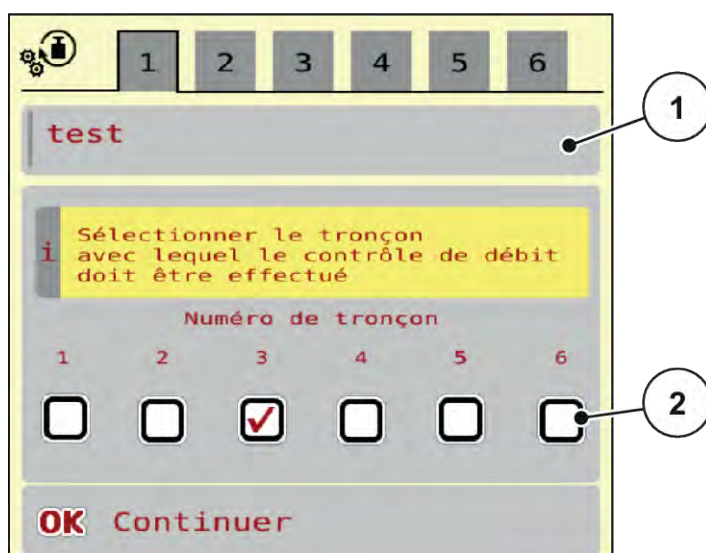 1 2 3 4 5 6
test
1
i
Sélectionner le tronçon
avec lequel le contrôle de débit
doit être effectué
Numéro de tronçon
1 2 3 4 5 6
2
OK Continuer